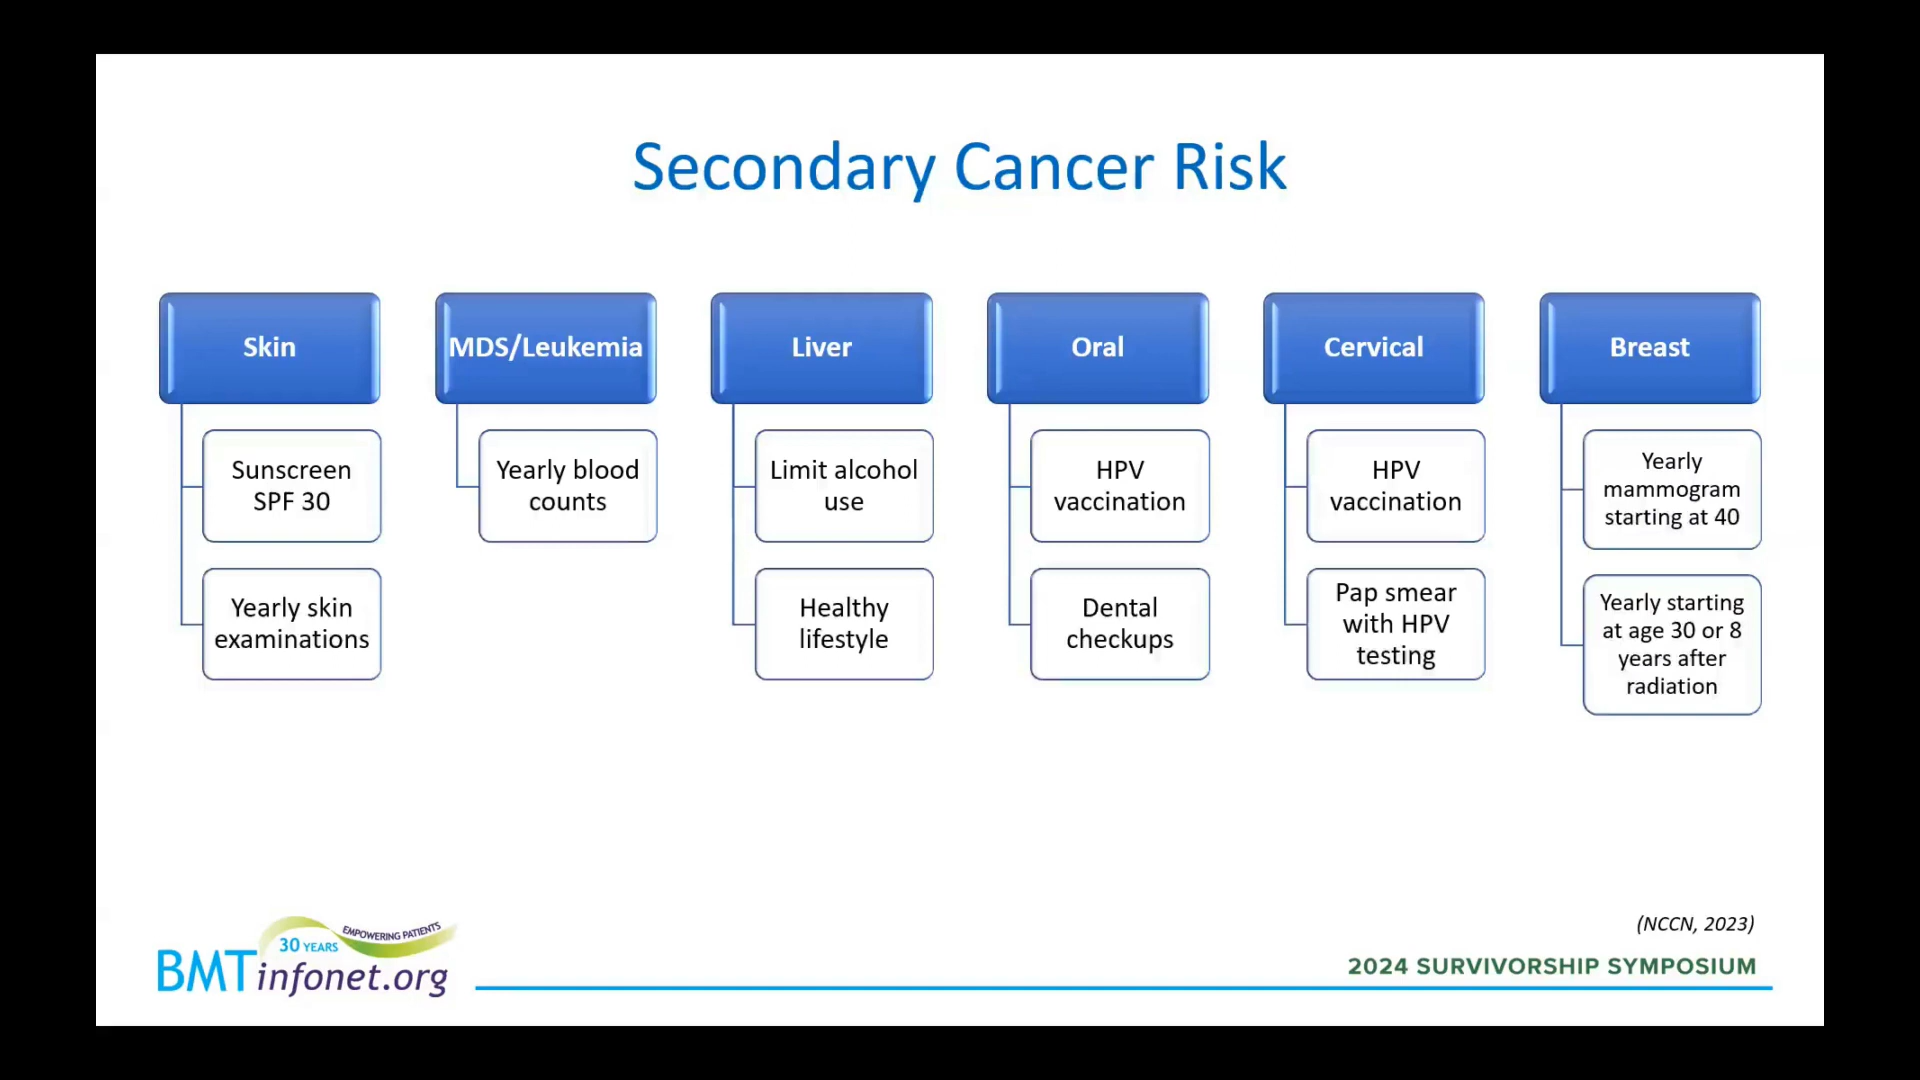 Secondary Cancer Risk
Skin
Sunscreen
SPF 30
Yearly skin
examinations
MDS/Leukemia
Yearly blood
counts
Liver
Limit alcohol
use
Healthy
lifestyle
Oral
HPV
vaccination
Dental
checkups
Cervical
HPV
vaccination
Pap smear
with HPV
testing
Breast
Yearly
mammogram
starting at 40
Yearly starting
at age 30 or 8
years after
radiation
(NCCN, 2023)
30 YEARS EMPOWERING PATIENTS
BMTinfonet.org
2024 SURVIVORSHIP SYMPOSIUM